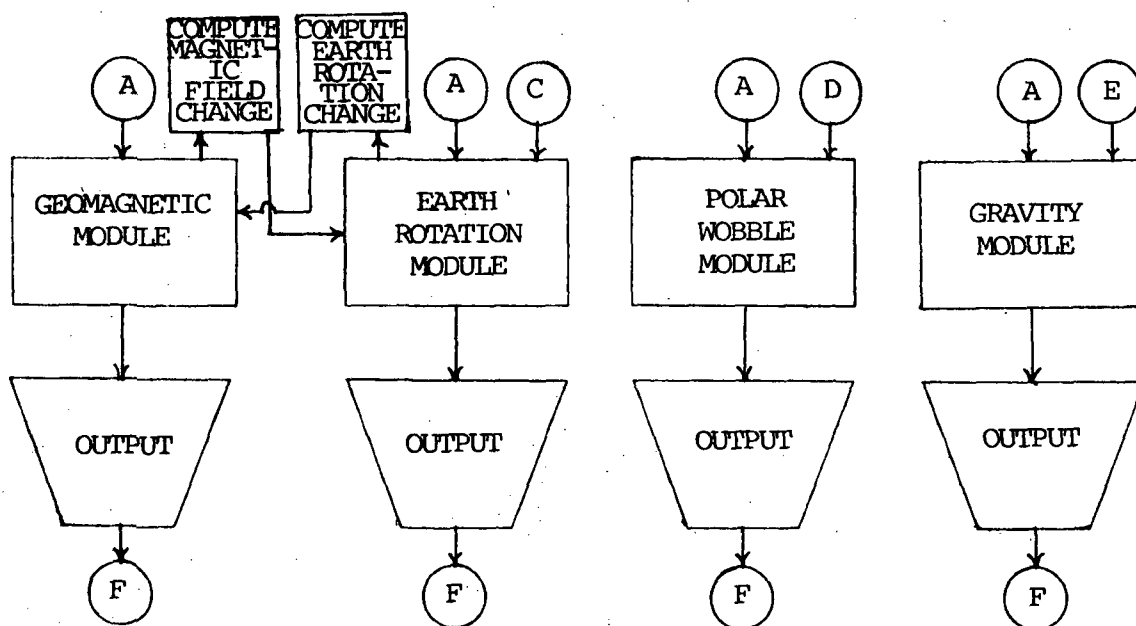 COMPUTE
MAGNET-
IC
FIELD
CHANGE
COMPUTE
EARTH
ROTA-
TION
CHANGE
A
A
C
A
D
A
E
GEOMAGNETIC
MODULE
EARTH
ROTATION
MODULE
POLAR
WOBBLE
MODULE
GRAVITY
MODULE
OUTPUT
OUTPUT
OUTPUT
OUTPUT
F
F
F
F